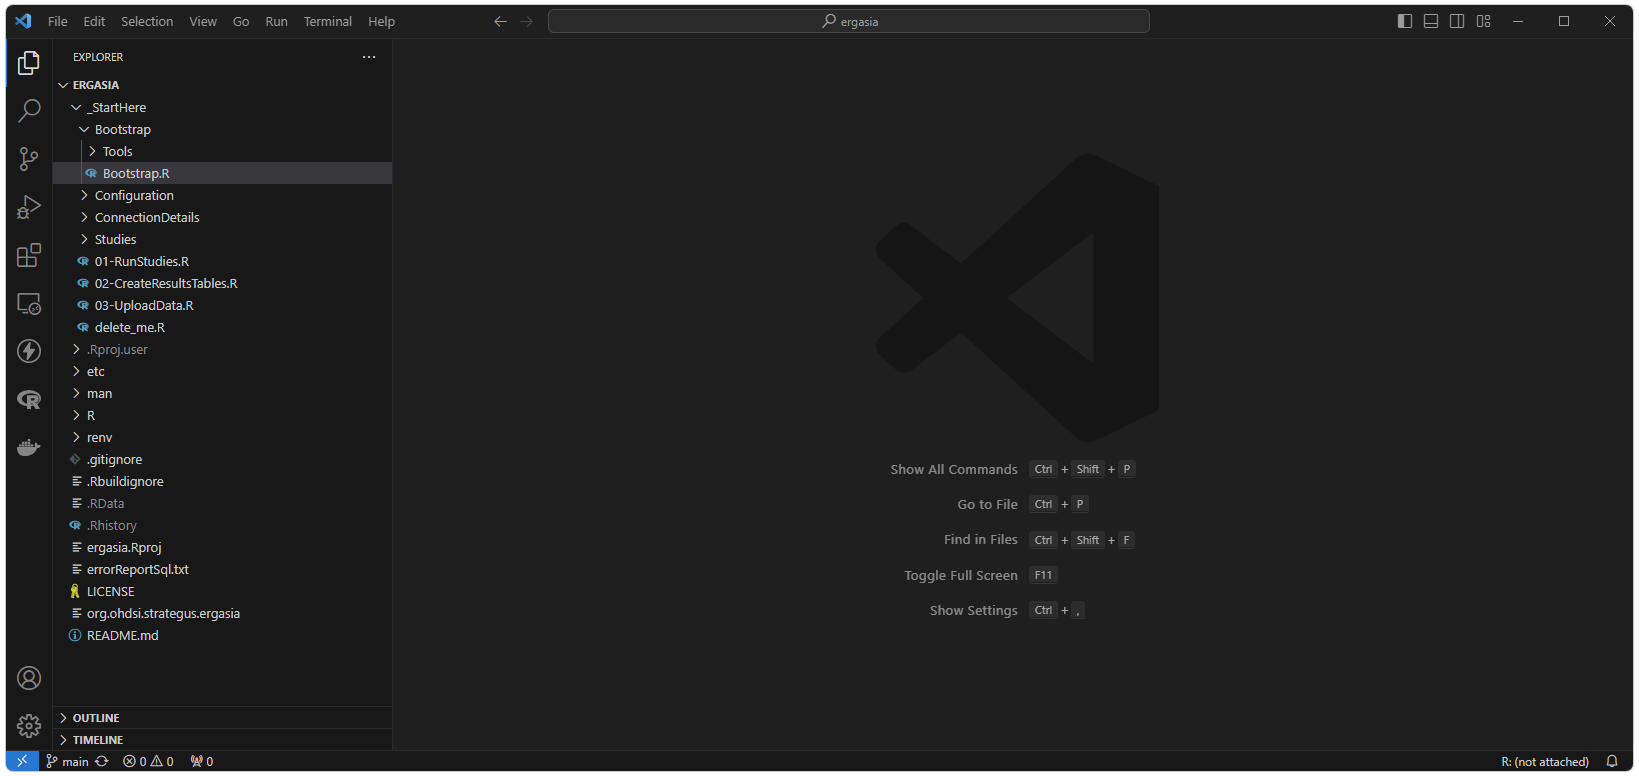 File Edit Selection View Go Run Terminal Help
ergasia
EXPLORER
ERGASIA
_StartHere
Bootstrap
Tools
Bootstrap.R
Configuration
ConnectionDetails
Studies
01-RunStudies.R
02-CreateResultsTables.R
03-UploadData.R
delete_me.R
.Rproj.user
etc
man
R
renv
.gitignore
.Rbuildignore
.RData
.Rhistory
ergasia.Rproj
errorReportSql.txt
LICENSE
org.ohdsi.strategus.ergasia
README.md
OUTLINE
TIMELINE
Show All Commands Ctrl + Shift + P
Go to File Ctrl + P
Find in Files Ctrl + Shift + F
Toggle Full Screen F11
Show Settings Ctrl + ,
main 0 0 0 R: (not attached)